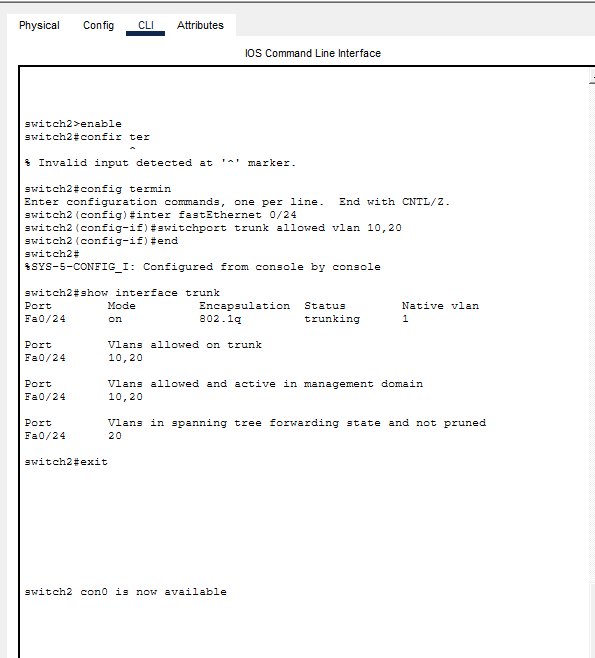 Physical Config CLI Attributes
IOS Command Line Interface
switch2>enable
switch2#confir ter
^
% Invalid input detected at '^' marker.
switch2#config termin
Enter configuration commands, one per line.  End with CNTL/Z.
switch2(config)#inter fastEthernet 0/24
switch2(config-if)#switchport trunk allowed vlan 10,20
switch2(config-if)#end
switch2#
%SYS-5-CONFIG_I: Configured from console by console
switch2#show interface trunk
Port        Mode         Encapsulation  Status        Native vlan
Fa0/24      on           802.1q         trunking      1
Port        Vlans allowed on trunk
Fa0/24      10,20
Port        Vlans allowed and active in management domain
Fa0/24      10,20
Port        Vlans in spanning tree forwarding state and not pruned
Fa0/24      20
switch2#exit
switch2 con0 is now available